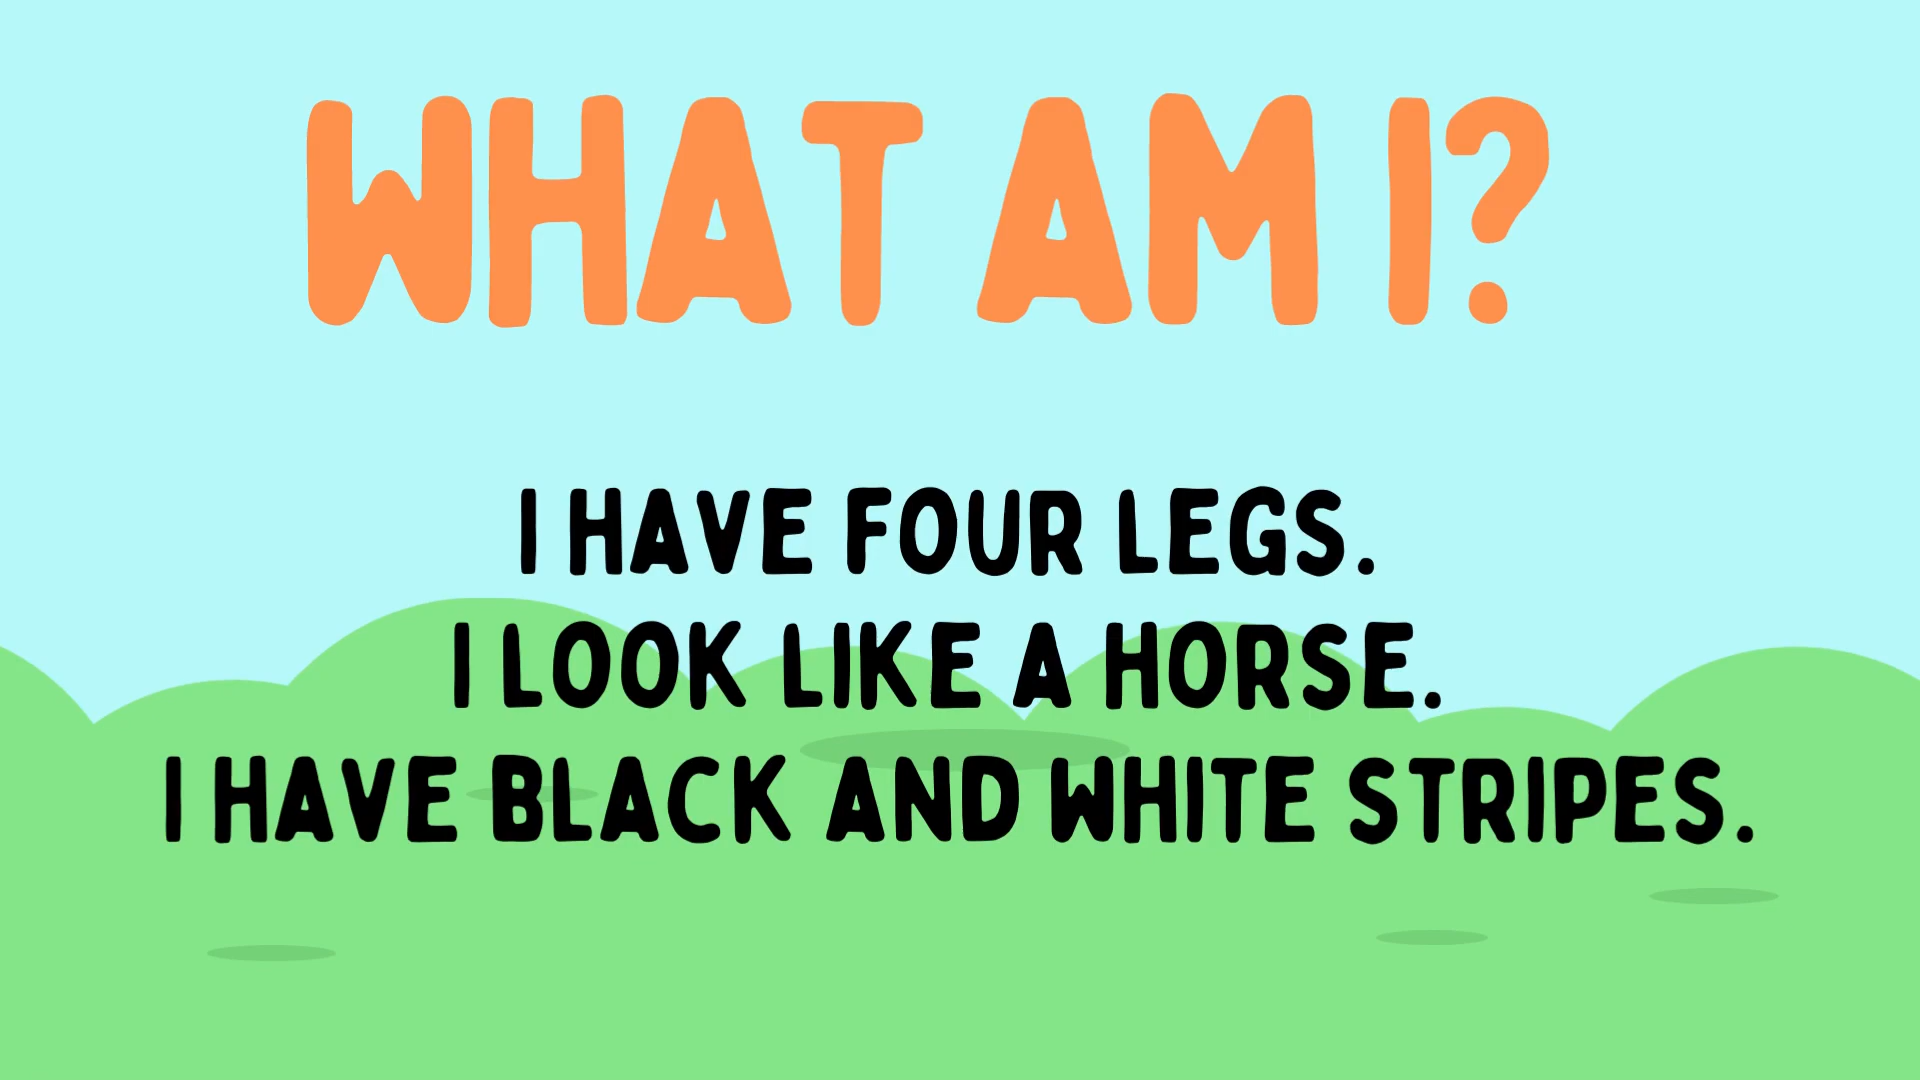 WHAT AM I?
I HAVE FOUR LEGS.
I LOOK LIKE A HORSE.
I HAVE BLACK AND WHITE STRIPES.